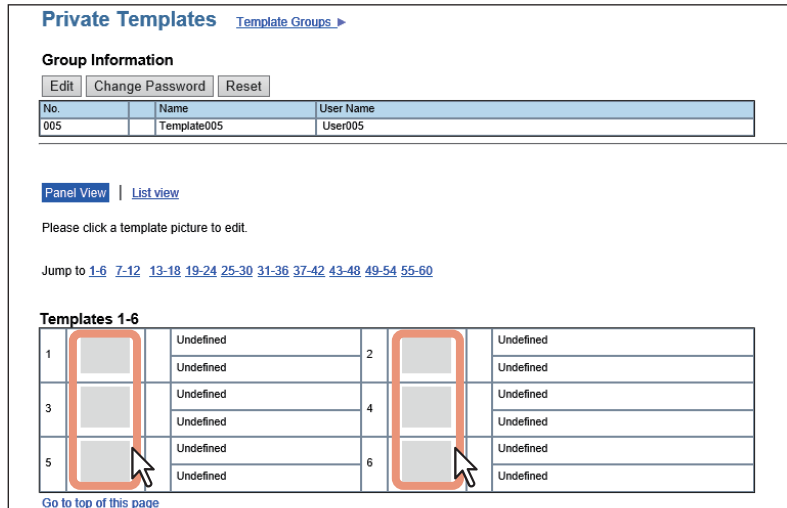 Private Templates Template Groups ▶
Group Information
Edit Change Password Reset
No. Name User Name
005 Template005 User005
Panel View | List view
Please click a template picture to edit.
Jump to 1-6 7-12 13-18 19-24 25-30 31-36 37-42 43-48 49-54 55-60
Templates 1-6
1 Undefined 2 Undefined
Undefined Undefined
3 Undefined 4 Undefined
Undefined Undefined
5 Undefined 6 Undefined
Undefined Undefined
Go to top of this page